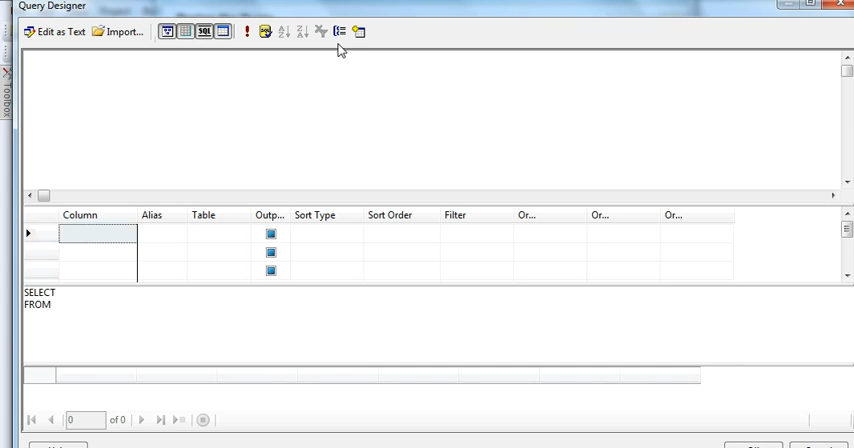 Query Designer
Edit as Text Import... SQL
Toolbox
Column Alias Table Outp... Sort Type Sort Order Filter Or... Or... Or...
SELECT
FROM
0 of 0